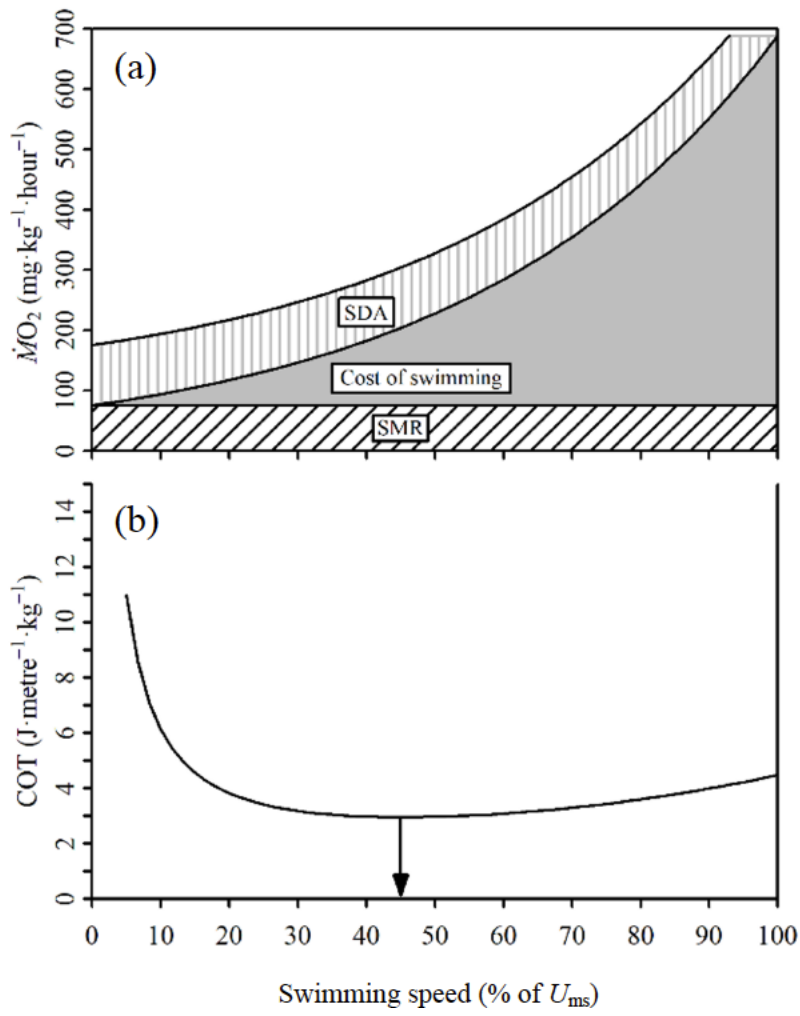 (a)
700
600
500
400
300
200
100
0
ṀO₂ (mg·kg⁻¹·hour⁻¹)
SDA
Cost of swimming
SMR
(b)
14
12
10
8
6
4
2
0
COT (J·metre⁻¹·kg⁻¹)
0 10 20 30 40 50 60 70 80 90 100
Swimming speed (% of Uₘₛ)